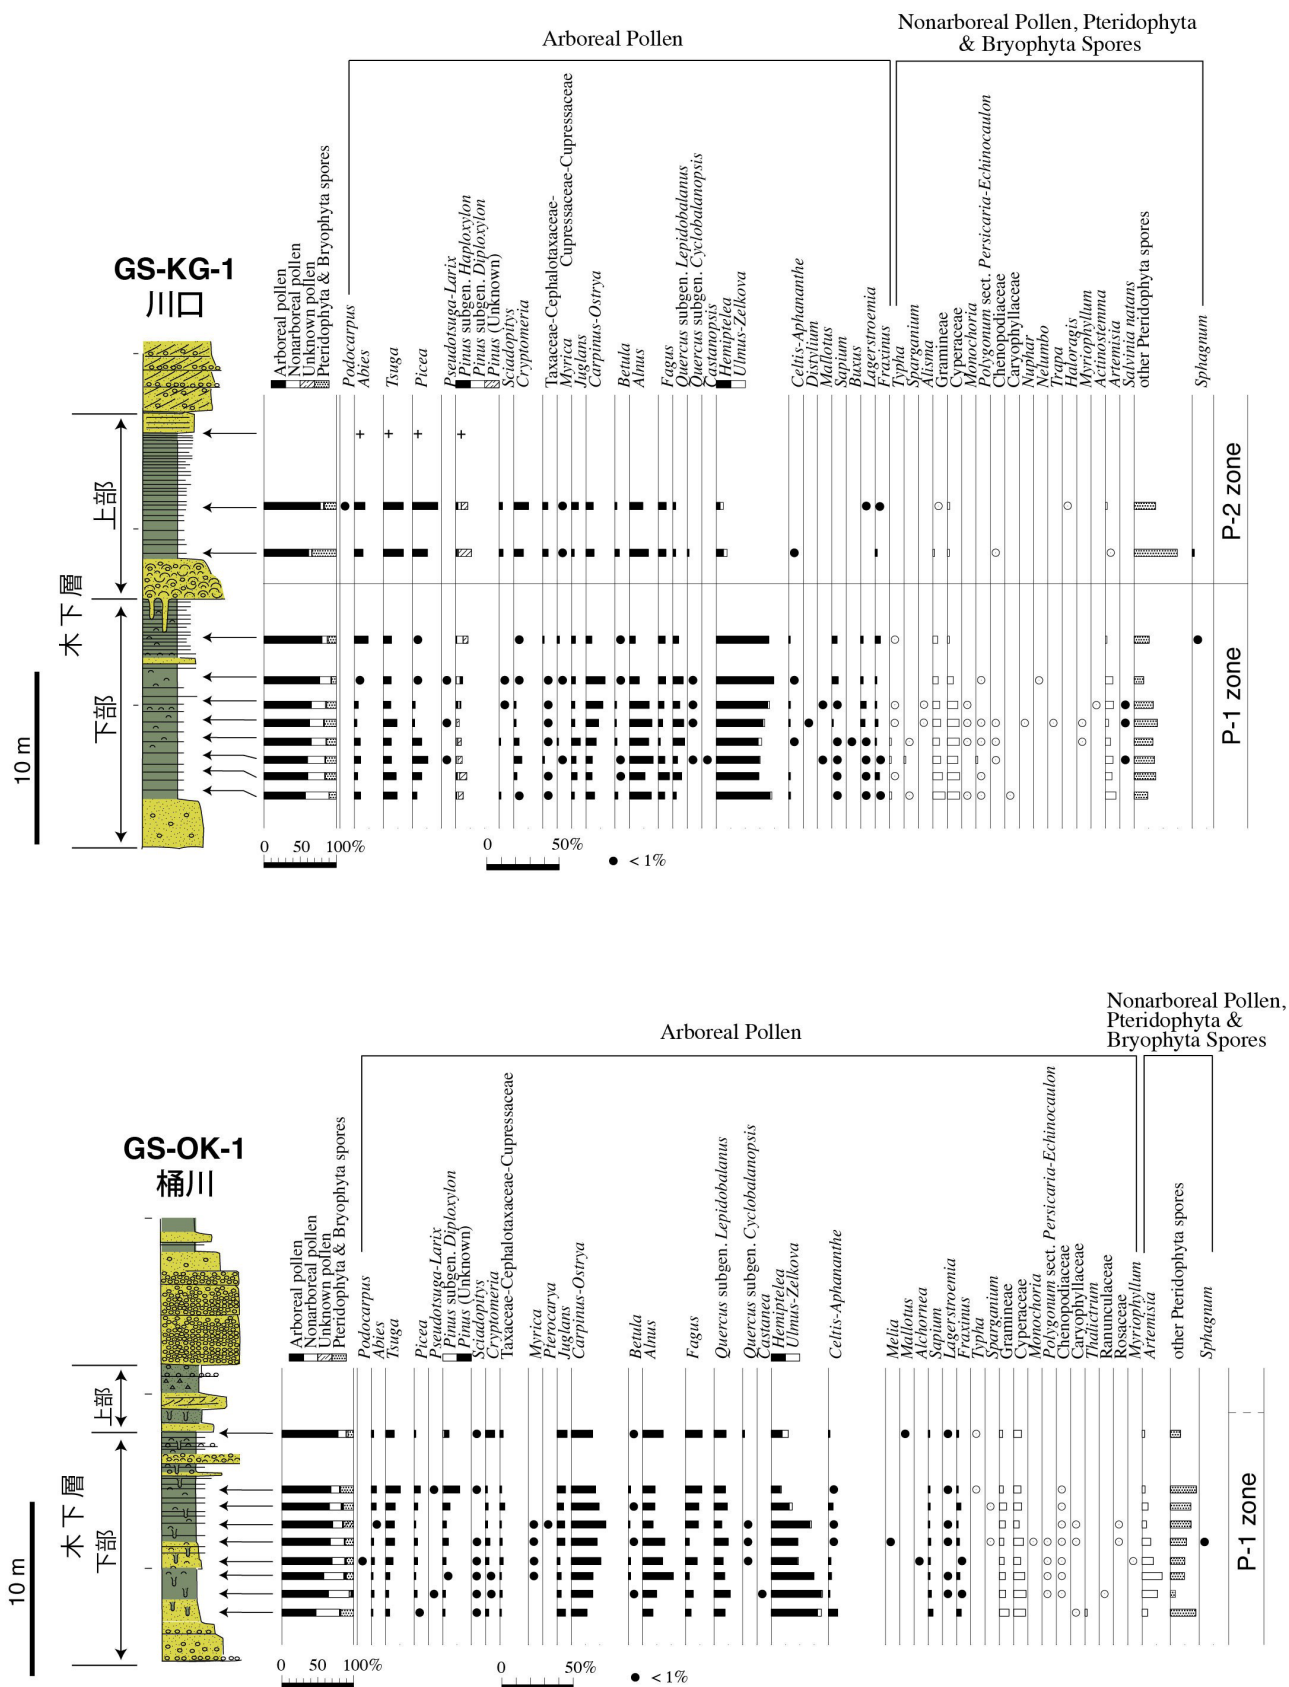 Nonarboreal Pollen, Pteridophyta
& Bryophyta Spores
Arboreal Pollen
GS-KG-1
川口
Arboreal pollen
Nonarboreal pollen
Unknown pollen
Pteridophyta & Bryophyta spores
Podocarpus
Abies
Tsuga
Picea
Pseudotsuga-Larix
Pinus subgen. Haploxylon
Pinus subgen. Diploxylon
Pinus (Unknown)
Sciadopitys
Cryptomeria
Taxaceae-Cephalotaxaceae-
Cupressaceae-Cupressaceae
Myrica
Juglans
Carpinus-Ostrya
Betula
Alnus
Fagus
Quercus subgen. Lepidobalanus
Quercus subgen. Cyclobalanopsis
Castanopsis
Hemiptelea
Ulmus-Zelkova
Celtis-Aphananthe
Distylium
Mallotus
Sapium
Buxus
Lagerstroemia
Fraxinus
Typha
Sparganium
Alisma
Gramineae
Cyperaceae
Monochoria
Polygonum sect. Persicaria-Echinocaulon
Chenopodiaceae
Caryophyllaceae
Nuphar
Nelumbo
Trapa
Haloragis
Myriophyllum
Actinostemma
Artemisia
Salvinia natans
other Pteridophyta spores
Sphagnum
木下層
上部
下部
10 m
P-2 zone
P-1 zone
+ + + +
0 50 100%
0 50%
● < 1%
Nonarboreal Pollen,
Pteridophyta &
Bryophyta Spores
Arboreal Pollen
GS-OK-1
桶川
Arboreal pollen
Nonarboreal pollen
Unknown pollen
Pteridophyta & Bryophyta spores
Podocarpus
Abies
Tsuga
Picea
Pseudotsuga-Larix
Pinus subgen. Diploxylon
Pinus (Unknown)
Sciadopitys
Cryptomeria
Taxaceae-Cephalotaxaceae-Cupressaceae
Myrica
Pterocarya
Juglans
Carpinus-Ostrya
Betula
Alnus
Fagus
Quercus subgen. Lepidobalanus
Quercus subgen. Cyclobalanopsis
Castanea
Hemiptelea
Ulmus-Zelkova
Celtis-Aphananthe
Melia
Mallotus
Alchornea
Sapium
Lagerstroemia
Fraxinus
Typha
Sparganium
Gramineae
Cyperaceae
Monochoria
Polygonum sect. Persicaria-Echinocaulon
Chenopodiaceae
Caryophyllaceae
Thalictrum
Ranunculaceae
Rosaceae
Myriophyllum
Artemisia
other Pteridophyta spores
Sphagnum
木下層
上部
下部
10 m
P-1 zone
0 50 100%
0 50%
● < 1%